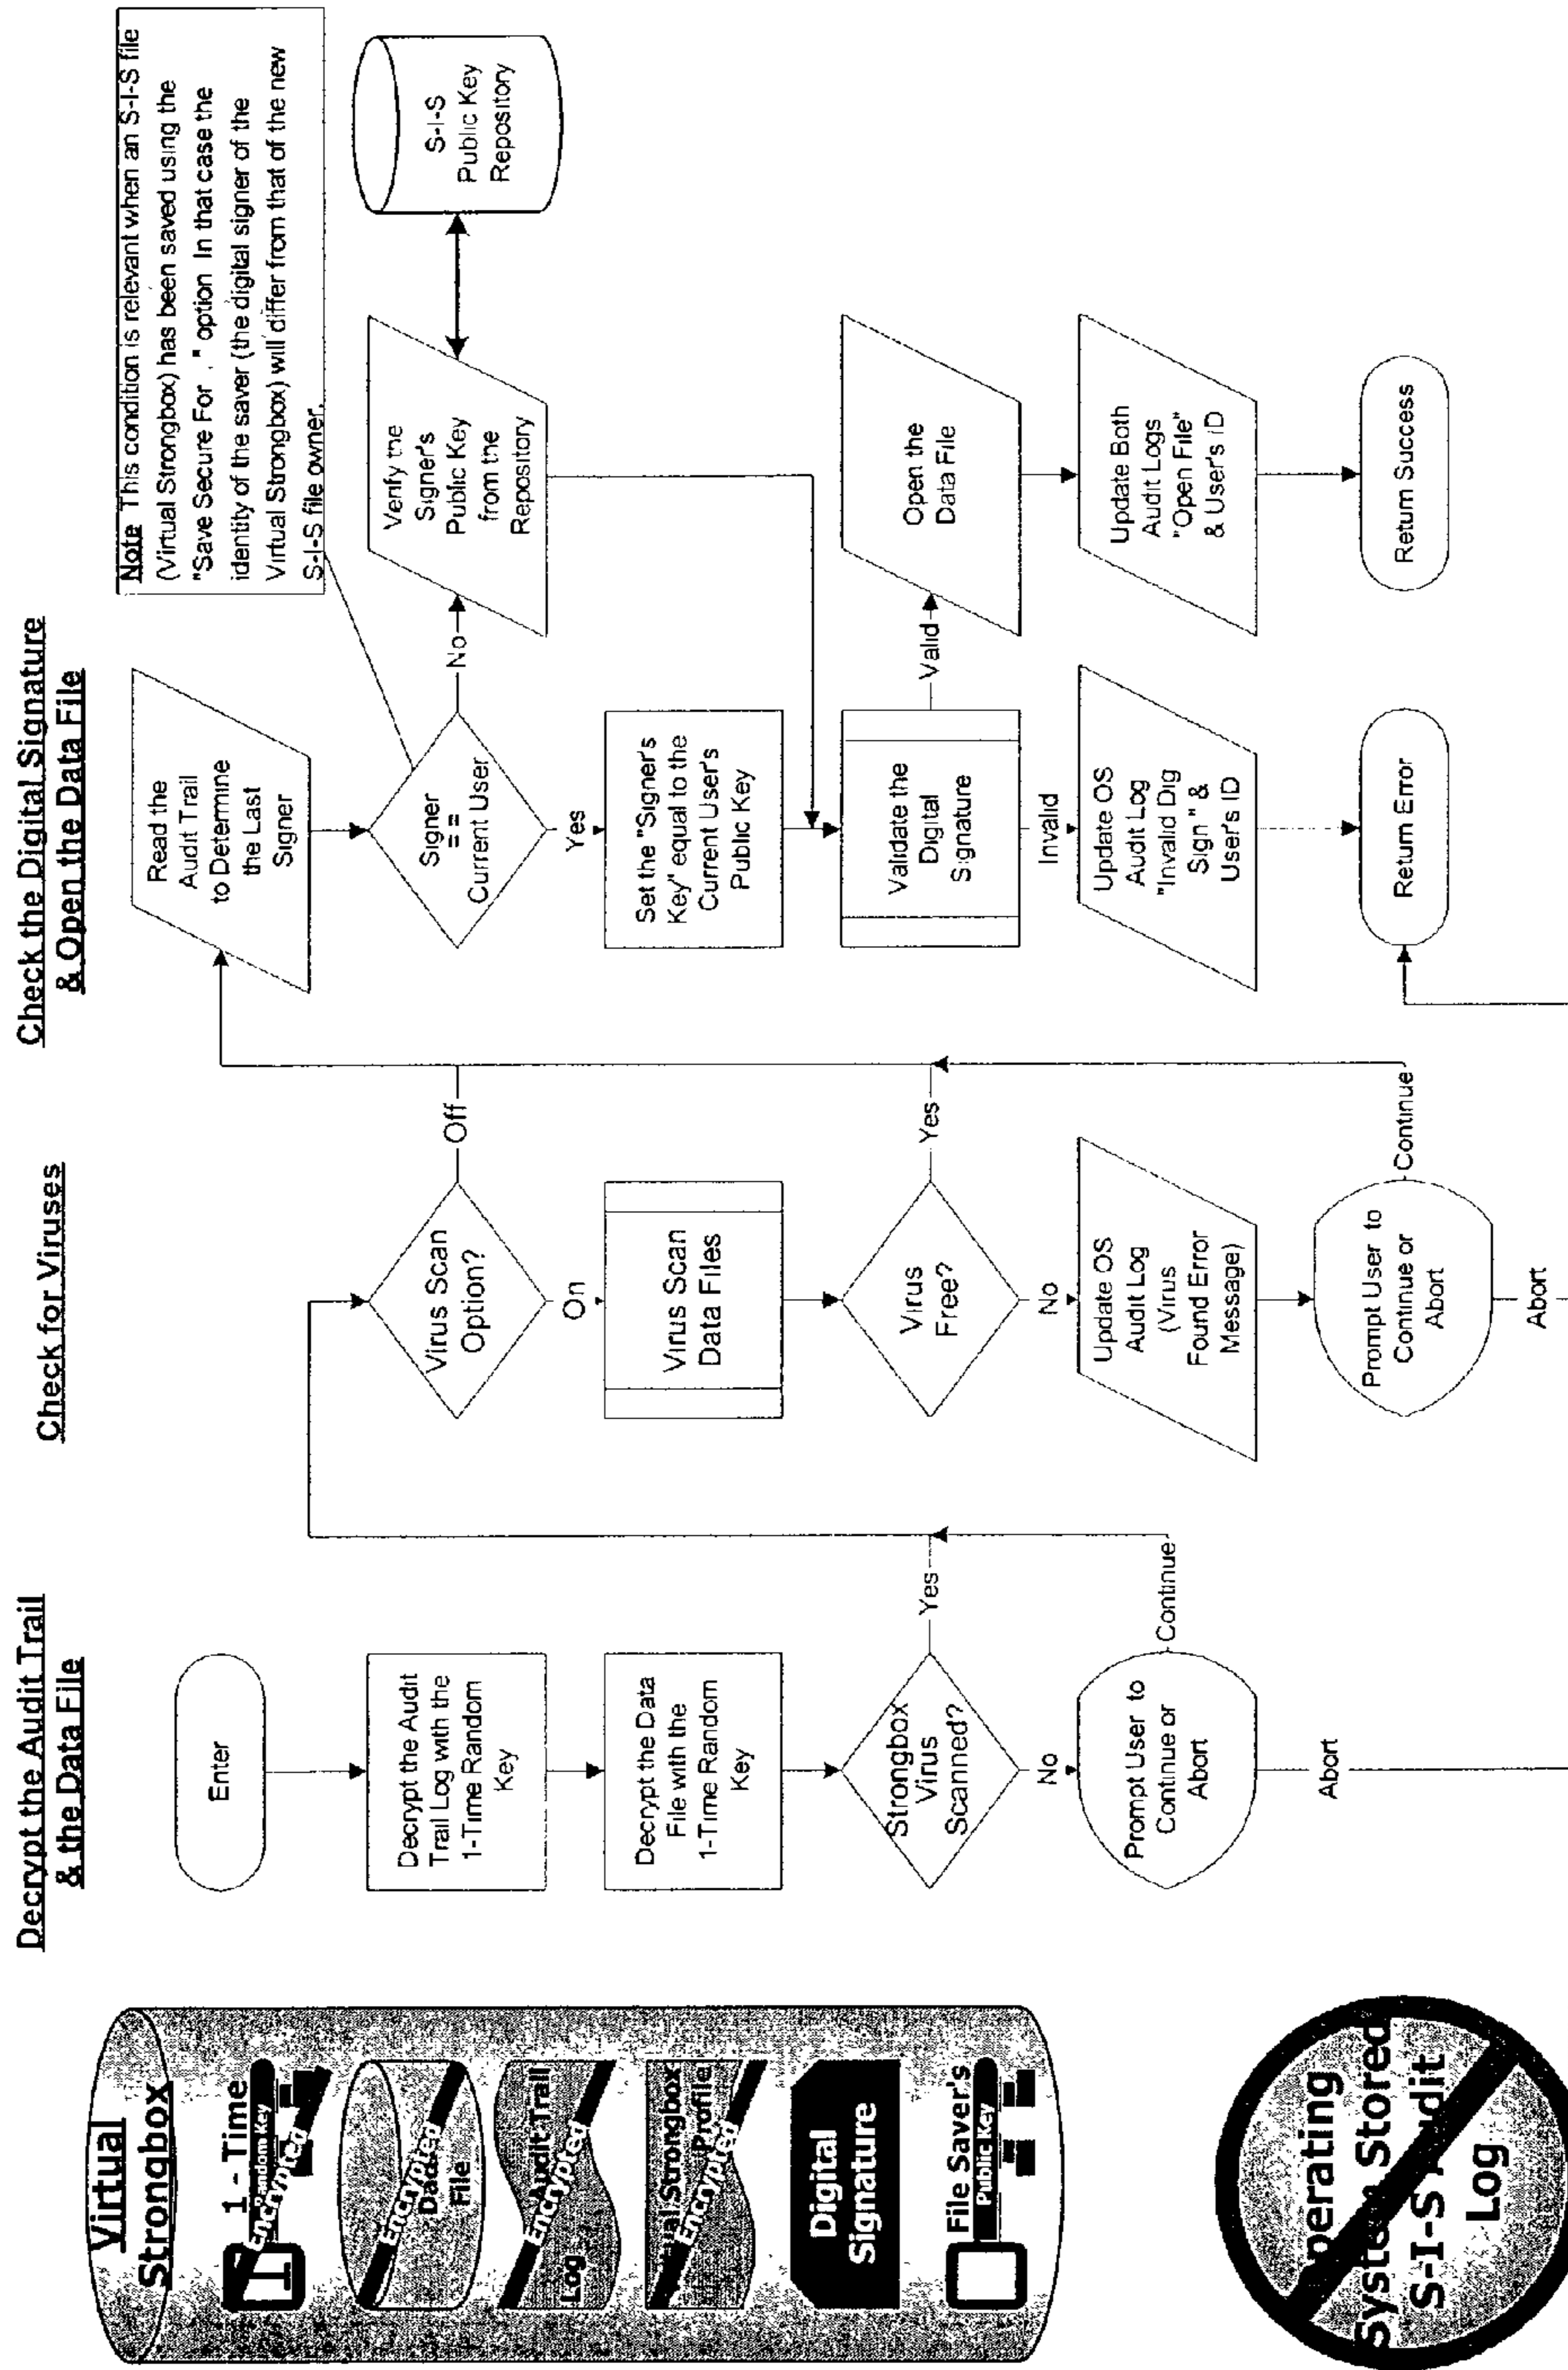 Virtual
Strongbox
1 - Time
Random Key
Encrypted
Data
File
Encrypted
Audit Trail
Log
Encrypted
Strongbox
Profile
Encrypted
Digital
Signature
File Saver's
Public Key
System Stored
S-I-S Audit
Log
Decrypt the Audit Trail
& the Data File
Enter
Decrypt the Audit
Trail Log with the
1-Time Random
Key
Decrypt the Data
File with the
1-Time Random
Key
Strongbox
Virus
Scanned?
Yes
No
Prompt User to
Continue or
Abort
Continue
Abort
Check for Viruses
Virus Scan
Option?
Off
On
Virus Scan
Data Files
Virus
Free?
Yes
No
Update OS
Audit Log
(Virus
Found Error
Message)
Prompt User to
Continue or
Abort
Continue
Abort
Check the Digital Signature
& Open the Data File
Read the
Audit Trail
to Determine
the Last
Signer
Signer
= =
Current User
No
Yes
Set the "Signer's
Key" equal to the
Current User's
Public Key
Validate the
Digital
Signature
Valid
Invalid
Update OS
Audit Log
"Invalid Dig
Sign " &
User's ID
Return Error
Note This condition is relevant when an S-I-S file
(Virtual Strongbox) has been saved using the
"Save Secure For . " option In that case the
identity of the saver (the digital signer of the
Virtual Strongbox) will differ from that of the new
S-I-S file owner.
Verify the
Signer's
Public Key
from the
Repository
S-I-S
Public Key
Repository
Open the
Data File
Update Both
Audit Logs
"Open File"
& User's ID
Return Success